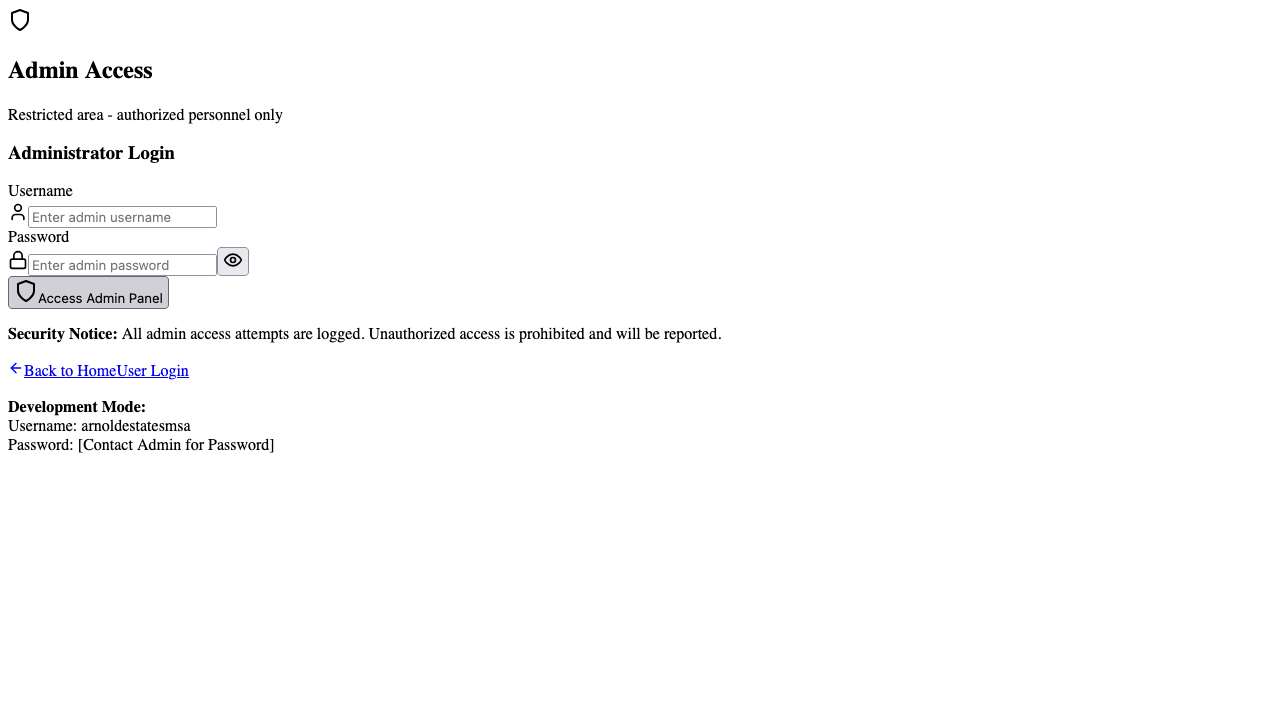 Admin Access
Restricted area - authorized personnel only
Administrator Login
Username
Enter admin username
Password
Enter admin password
Access Admin Panel
Security Notice: All admin access attempts are logged. Unauthorized access is prohibited and will be reported.
Back to HomeUser Login
Development Mode:
Username: arnoldestatesmsa
Password: [Contact Admin for Password]